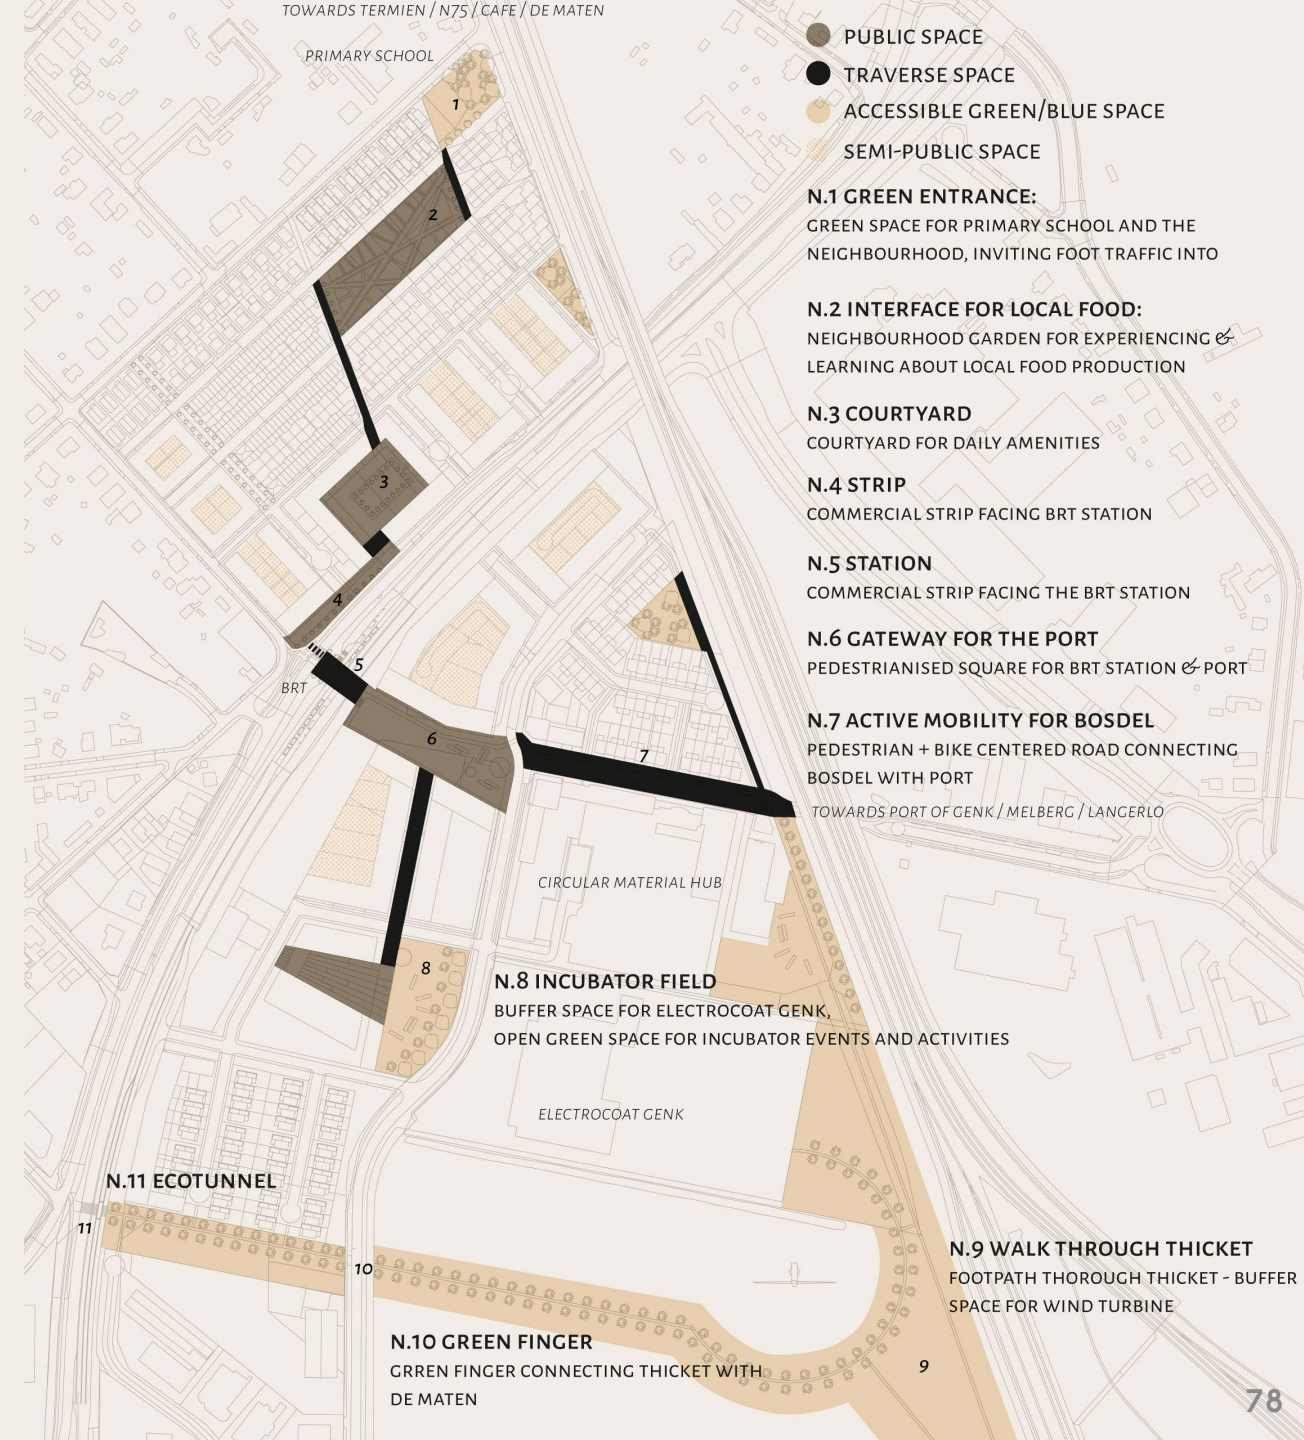 TOWARDS TERMIEN / N75 / CAFE / DE MATEN
PRIMARY SCHOOL
PUBLIC SPACE
TRAVERSE SPACE
ACCESSIBLE GREEN/BLUE SPACE
SEMI-PUBLIC SPACE
N.1 GREEN ENTRANCE:
GREEN SPACE FOR PRIMARY SCHOOL AND THE
NEIGHBOURHOOD, INVITING FOOT TRAFFIC INTO
N.2 INTERFACE FOR LOCAL FOOD:
NEIGHBOURHOOD GARDEN FOR EXPERIENCING &
LEARNING ABOUT LOCAL FOOD PRODUCTION
N.3 COURTYARD
COURTYARD FOR DAILY AMENITIES
N.4 STRIP
COMMERCIAL STRIP FACING BRT STATION
N.5 STATION
COMMERCIAL STRIP FACING THE BRT STATION
N.6 GATEWAY FOR THE PORT
PEDESTRIANISED SQUARE FOR BRT STATION & PORT
N.7 ACTIVE MOBILITY FOR BOSDEL
PEDESTRIAN + BIKE CENTERED ROAD CONNECTING
BOSDEL WITH PORT
TOWARDS PORT OF GENK / MELBERG / LANGERLO
1
2
3
4
5
BRT
6
7
CIRCULAR MATERIAL HUB
8
N.8 INCUBATOR FIELD
BUFFER SPACE FOR ELECTROCOAT GENK,
OPEN GREEN SPACE FOR INCUBATOR EVENTS AND ACTIVITIES
ELECTROCOAT GENK
N.11 ECOTUNNEL
11
10
N.9 WALK THROUGH THICKET
FOOTPATH THOROUGH THICKET - BUFFER
SPACE FOR WIND TURBINE
N.10 GREEN FINGER
GRREN FINGER CONNECTING THICKET WITH
DE MATEN
9
78